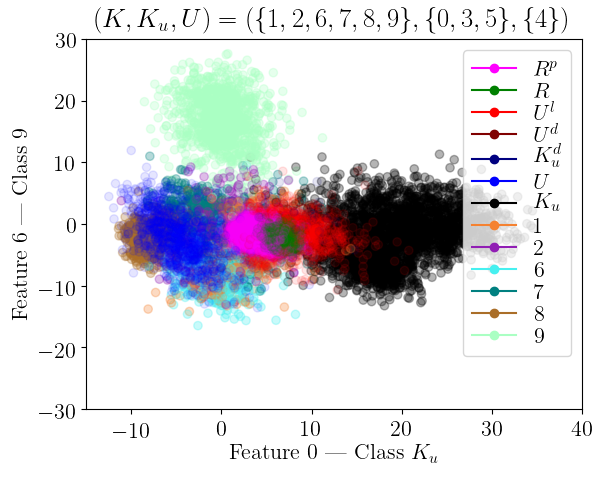 (K, K_u, U) = ({1, 2, 6, 7, 8, 9}, {0, 3, 5}, {4})
30
20
10
0
−10
−20
−30
Feature 6 — Class 9
R^p
R
U^l
U^d
K_u^d
U
K_u
1
2
6
7
8
9
−10 0 10 20 30 40
Feature 0 — Class K_u